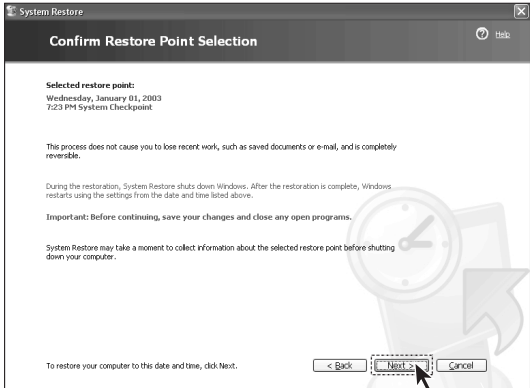 System Restore
Confirm Restore Point Selection
Help
Selected restore point:
Wednesday, January 01, 2003
7:23 PM System Checkpoint
This process does not cause you to lose recent work, such as saved documents or e-mail, and is completely
reversible.
During the restoration, System Restore shuts down Windows. After the restoration is complete, Windows
restarts using the settings from the date and time listed above.
Important: Before continuing, save your changes and close any open programs.
System Restore may take a moment to collect information about the selected restore point before shutting
down your computer.
To restore your computer to this date and time, click Next.
< Back
Next >
Cancel